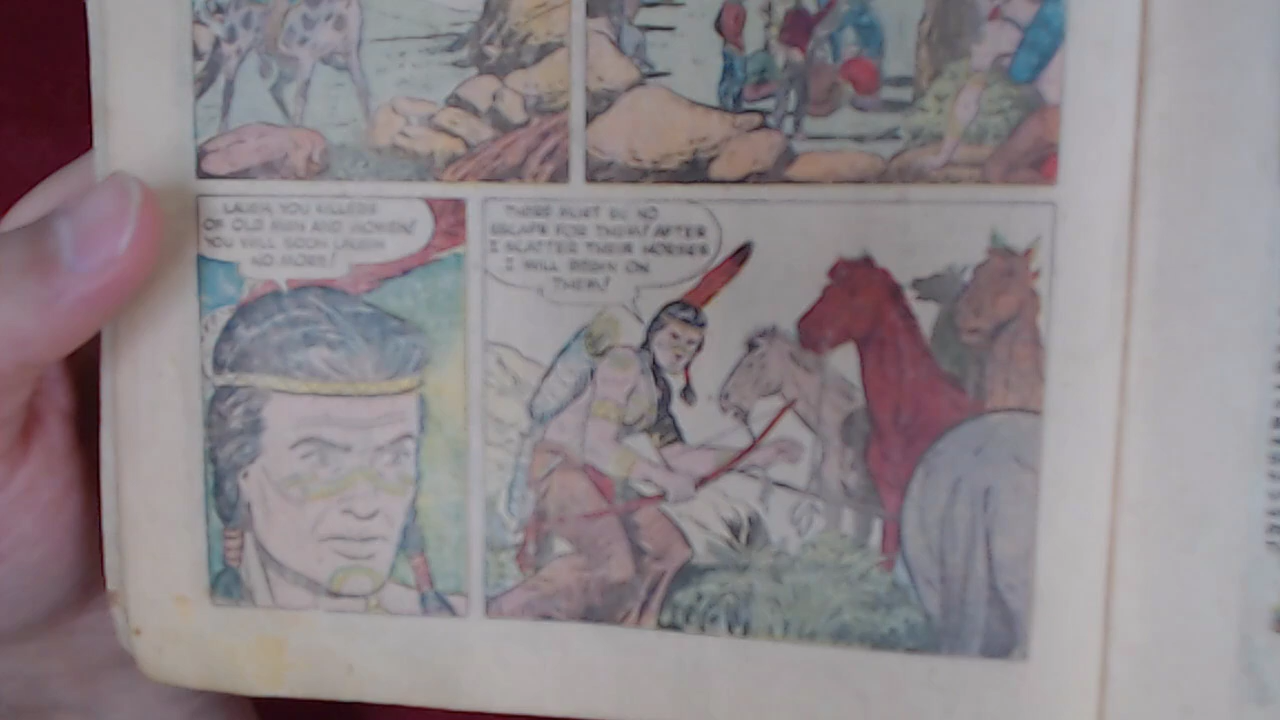 LAUGH, YOU KILLERS
OF OLD MEN AND WOMEN!
YOU WILL SOON LAUGH
NO MORE!
THERE MUST BE NO
ESCAPE FOR THEM! AFTER
I SCATTER THEIR HORSES
I WILL BEGIN ON
THEM!